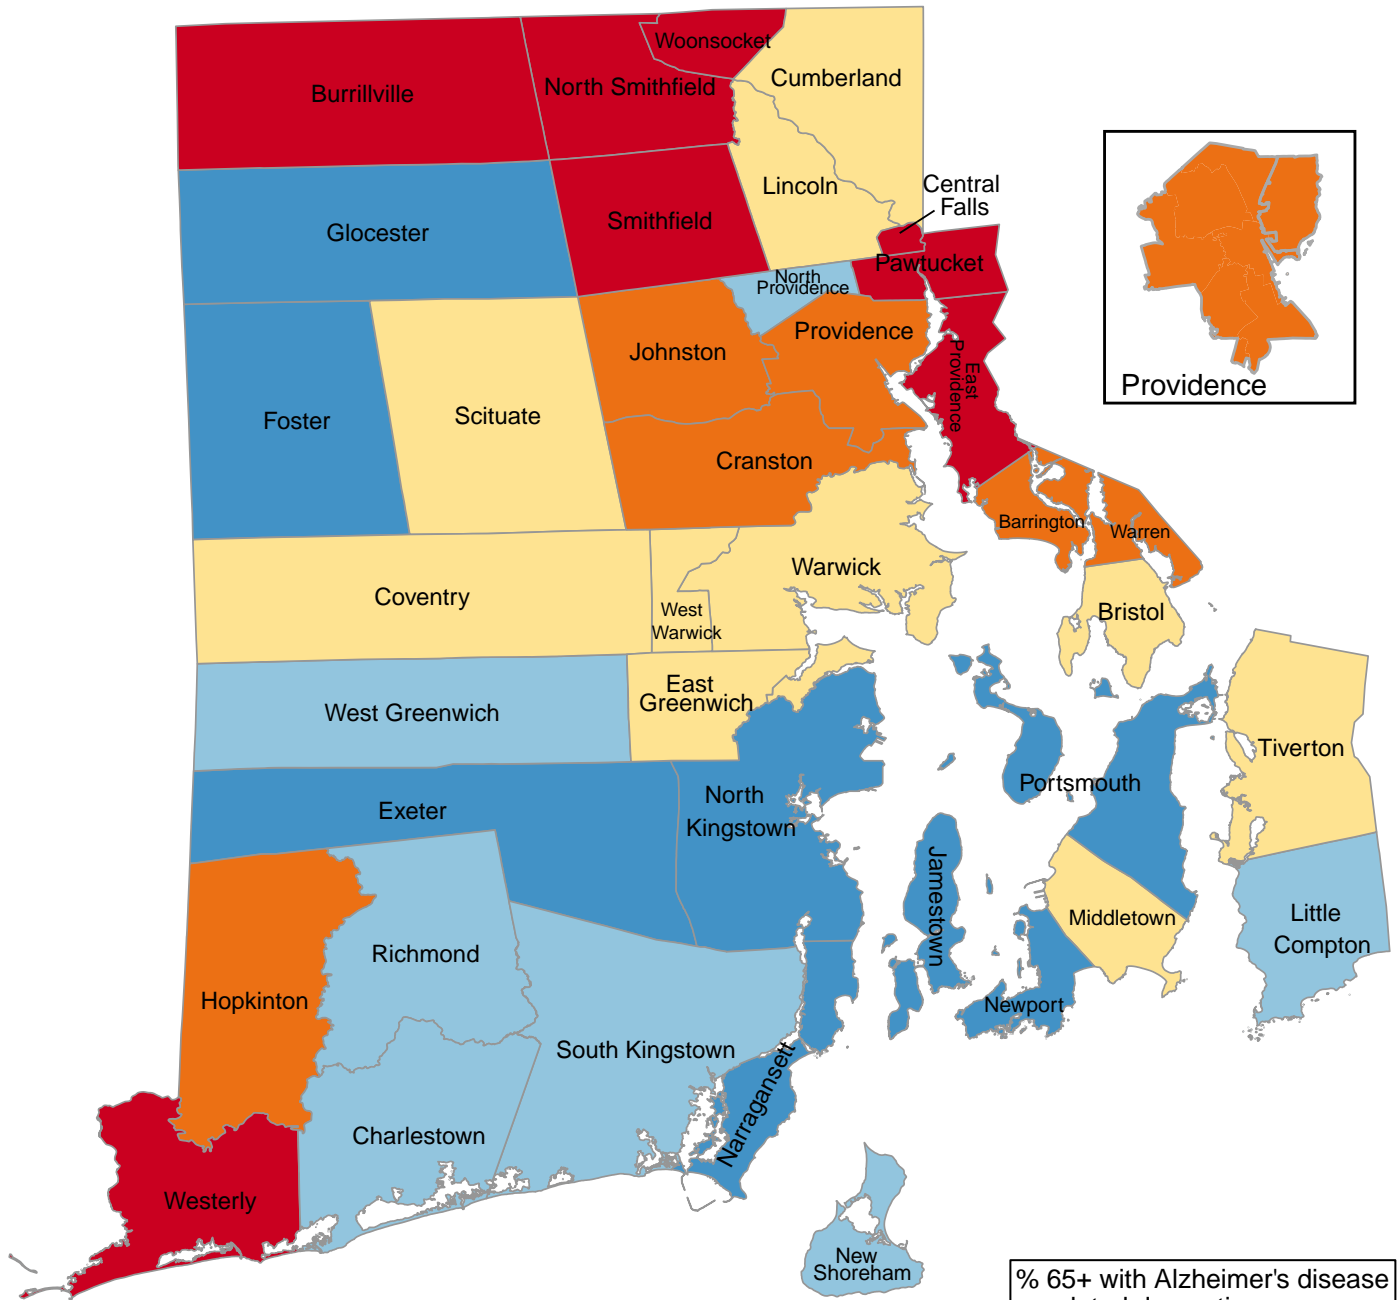 Woonsocket
Cumberland
Burrillville
North Smithfield
Lincoln
Central
Falls
Smithfield
Glocester
Pawtucket
North
Providence
Providence
Johnston
East
Providence
Foster
Scituate
Cranston
Providence
Barrington
Warren
Warwick
Coventry
West
Warwick
Bristol
East
Greenwich
West Greenwich
Tiverton
Portsmouth
North
Kingstown
Exeter
Jamestown
Middletown
Little
Compton
Richmond
Hopkinton
Newport
South Kingstown
Narragansett
Charlestown
Westerly
New
Shoreham
% 65+ with Alzheimer's disease